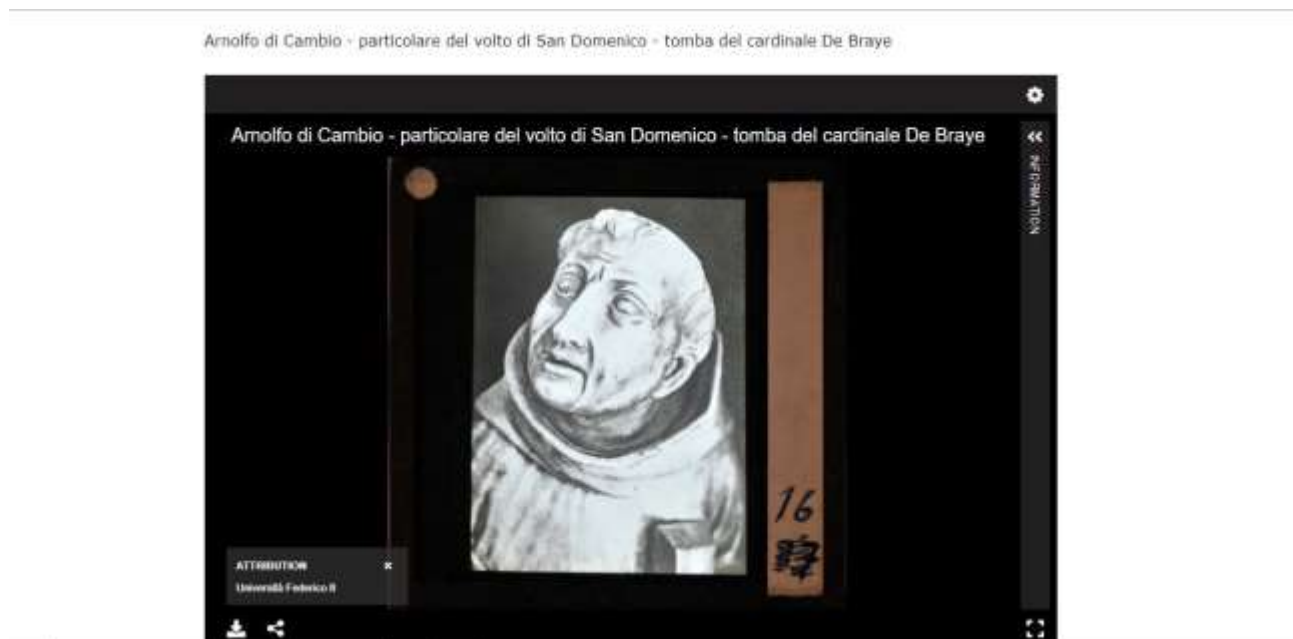 Arnolfo di Cambio - particolare del volto di San Domenico - tomba del cardinale De Braye
Arnolfo di Cambio - particolare del volto di San Domenico - tomba del cardinale De Braye
INFORMATION
16
ATTRIBUTION
Università Federico II